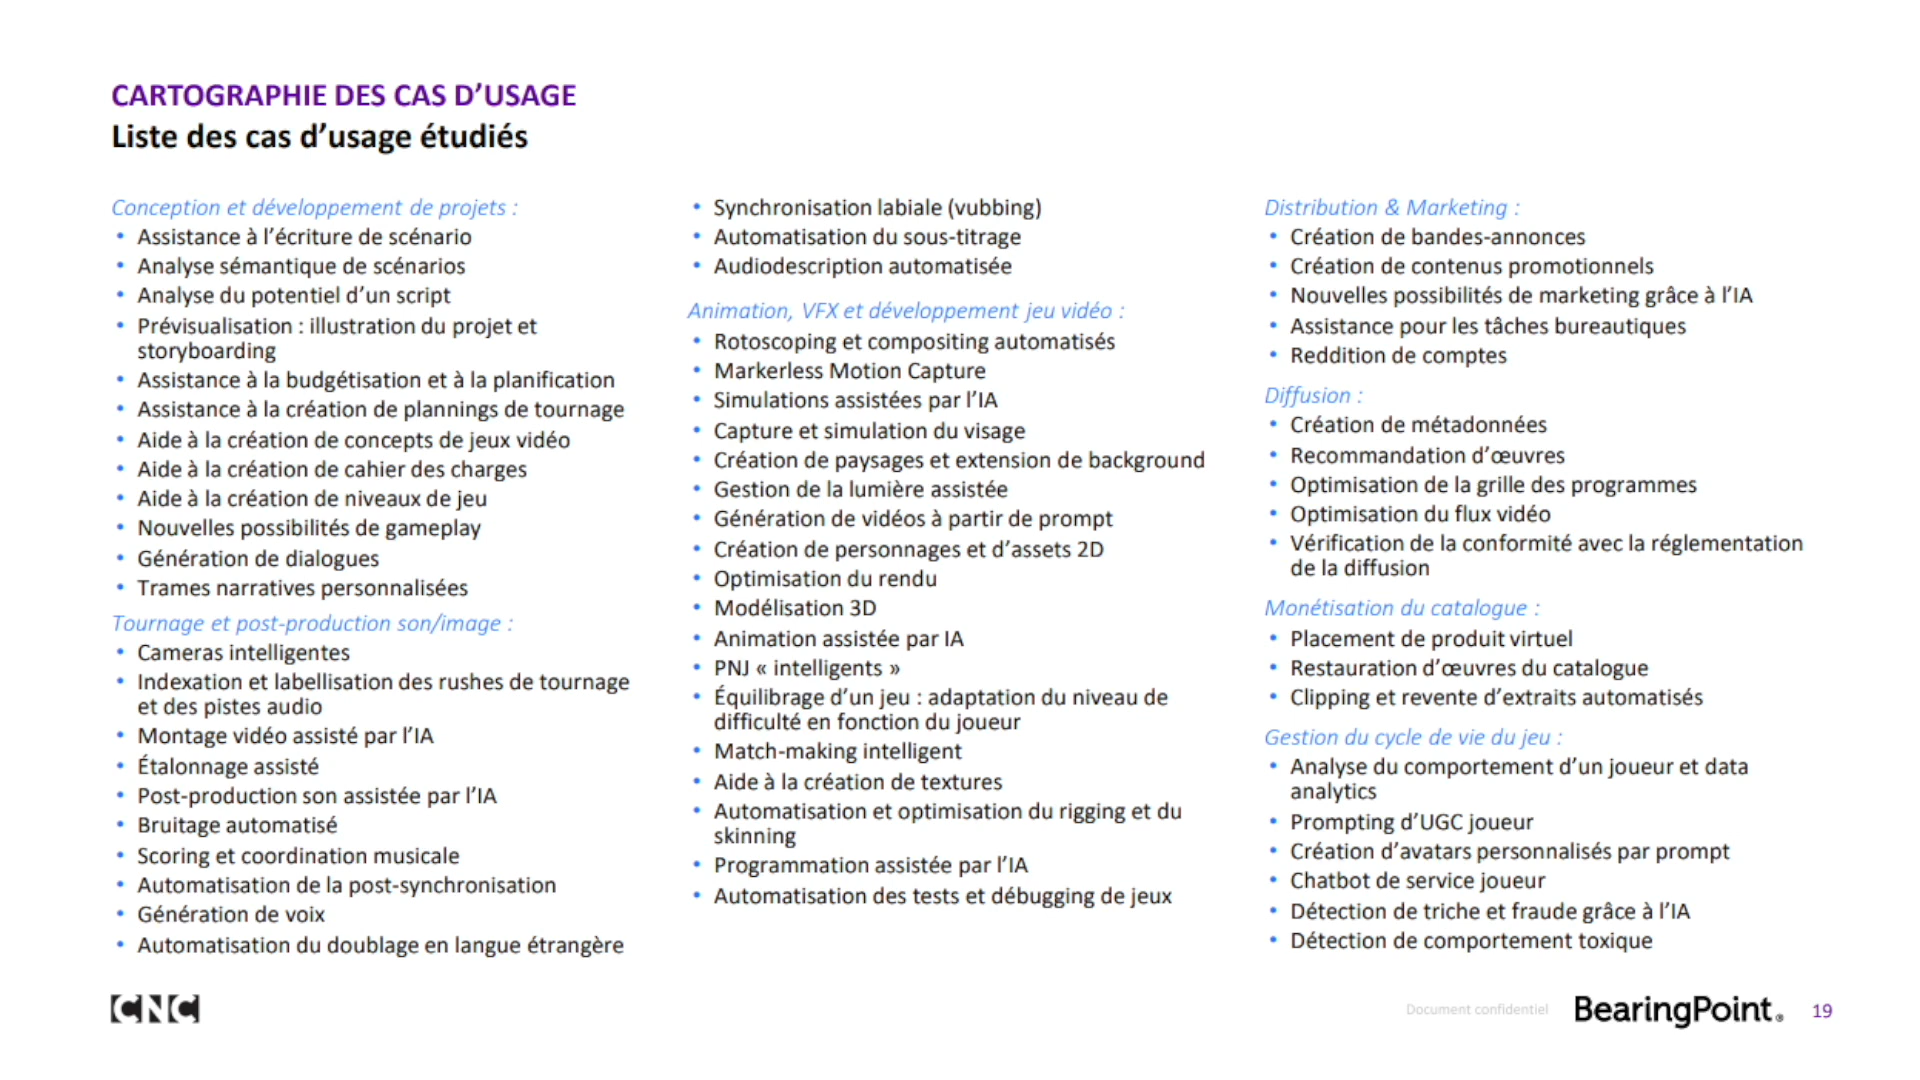 CARTOGRAPHIE DES CAS D’USAGE
Liste des cas d’usage étudiés
Conception et développement de projets :
• Assistance à l’écriture de scénario
• Analyse sémantique de scénarios
• Analyse du potentiel d’un script
• Prévisualisation : illustration du projet et
storyboarding
• Assistance à la budgétisation et à la planification
• Assistance à la création de plannings de tournage
• Aide à la création de concepts de jeux vidéo
• Aide à la création de cahier des charges
• Aide à la création de niveaux de jeu
• Nouvelles possibilités de gameplay
• Génération de dialogues
• Trames narratives personnalisées
Tournage et post-production son/image :
• Cameras intelligentes
• Indexation et labellisation des rushes de tournage
et des pistes audio
• Montage vidéo assisté par l’IA
• Étalonnage assisté
• Post-production son assistée par l’IA
• Bruitage automatisé
• Scoring et coordination musicale
• Automatisation de la post-synchronisation
• Génération de voix
• Automatisation du doublage en langue étrangère
• Synchronisation labiale (vubbing)
• Automatisation du sous-titrage
• Audiodescription automatisée
Animation, VFX et développement jeu vidéo :
• Rotoscoping et compositing automatisés
• Markerless Motion Capture
• Simulations assistées par l’IA
• Capture et simulation du visage
• Création de paysages et extension de background
• Gestion de la lumière assistée
• Génération de vidéos à partir de prompt
• Création de personnages et d’assets 2D
• Optimisation du rendu
• Modélisation 3D
• Animation assistée par IA
• PNJ « intelligents »
• Équilibrage d’un jeu : adaptation du niveau de
difficulté en fonction du joueur
• Match-making intelligent
• Aide à la création de textures
• Automatisation et optimisation du rigging et du
skinning
• Programmation assistée par l’IA
• Automatisation des tests et débugging de jeux
Distribution & Marketing :
• Création de bandes-annonces
• Création de contenus promotionnels
• Nouvelles possibilités de marketing grâce à l’IA
• Assistance pour les tâches bureautiques
• Reddition de comptes
Diffusion :
• Création de métadonnées
• Recommandation d’œuvres
• Optimisation de la grille des programmes
• Optimisation du flux vidéo
• Vérification de la conformité avec la réglementation
de la diffusion
Monétisation du catalogue :
• Placement de produit virtuel
• Restauration d’œuvres du catalogue
• Clipping et revente d’extraits automatisés
Gestion du cycle de vie du jeu :
• Analyse du comportement d’un joueur et data
analytics
• Prompting d’UGC joueur
• Création d’avatars personnalisés par prompt
• Chatbot de service joueur
• Détection de triche et fraude grâce à l’IA
• Détection de comportement toxique
CNC
Document confidentiel
BearingPoint®
19